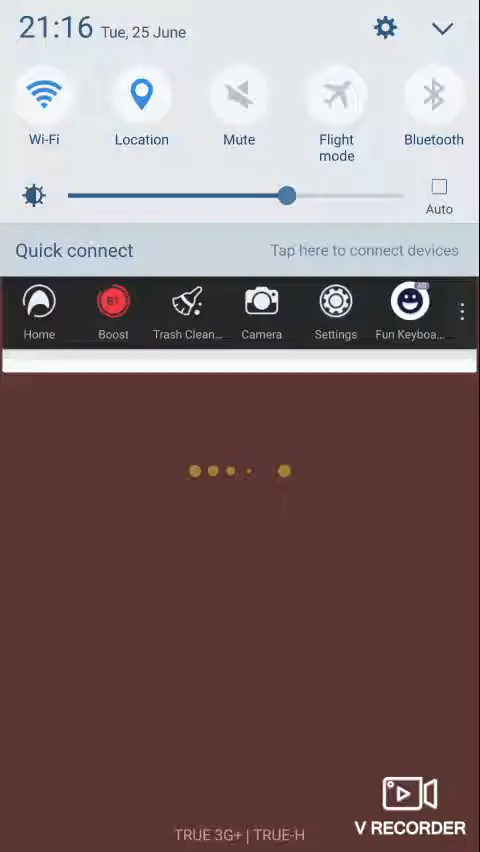 21:16 Tue, 25 June
Wi-Fi
Location
Mute
Flight
mode
Bluetooth
Auto
Quick connect
Tap here to connect devices
Home
Boost
Trash Clean...
Camera
Settings
Fun Keyboa...
TRUE 3G+ | TRUE-H
V RECORDER